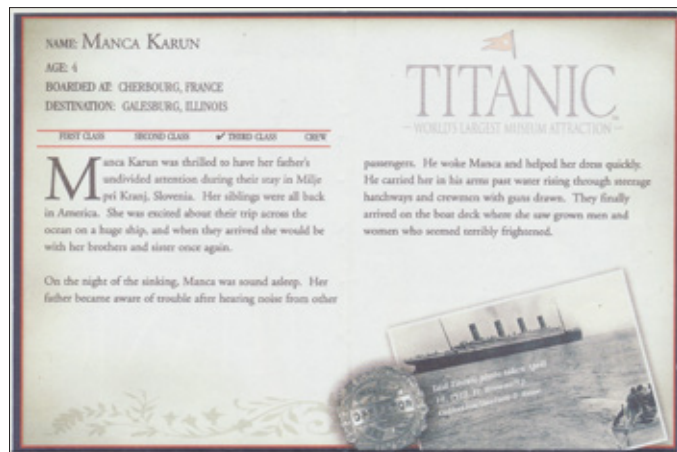 NAME: MANCA KARUN
AGE: 4
BOARDED AT: CHERBOURG, FRANCE
DESTINATION: GALESBURG, ILLINOIS
FIRST CLASS SECOND CLASS ✔ THIRD CLASS CREW
Manca Karun was thrilled to have her father's
undivided attention during their stay in Milje
pri Kranj, Slovenia. Her siblings were all back
in America. She was excited about their trip across the
ocean on a huge ship, and when they arrived she would be
with her brothers and sister once again.
On the night of the sinking, Manca was sound asleep. Her
father became aware of trouble after hearing noise from other
TITANIC
– WORLD'S LARGEST MUSEUM ATTRACTION –
passengers. He woke Manca and helped her dress quickly.
He carried her in his arms past water rising through steerage
hatchways and crewmen with guns drawn. They finally
arrived on the boat deck where she saw grown men and
women who seemed terribly frightened.